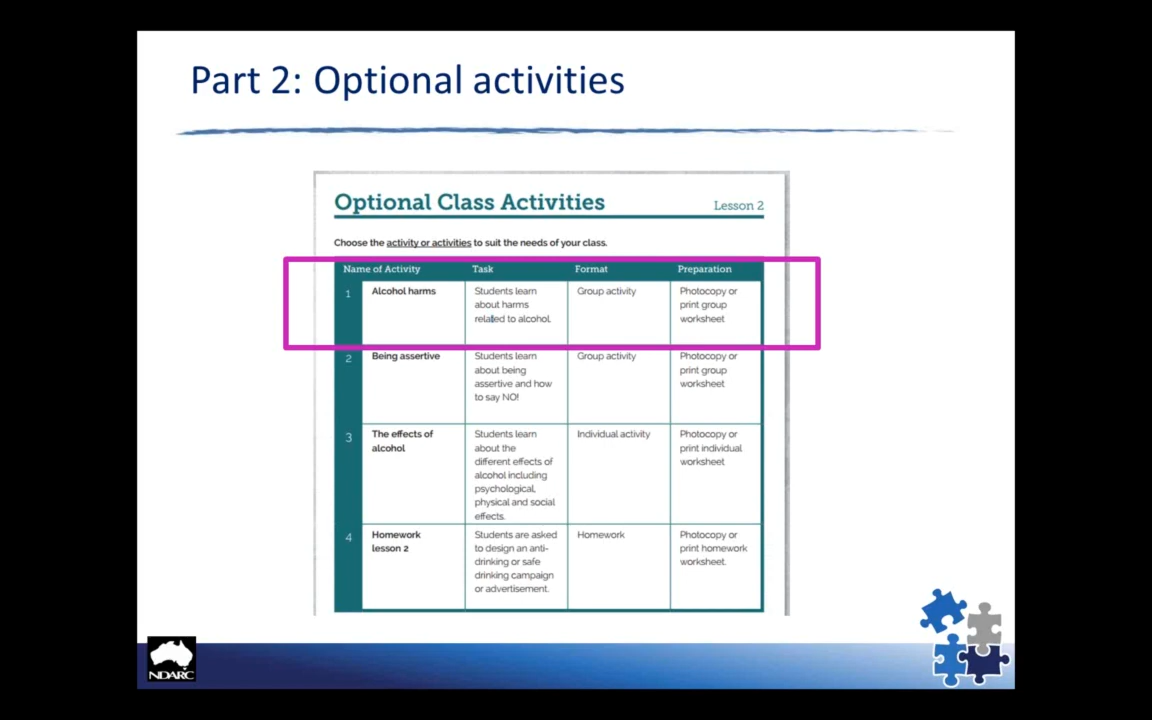 Part 2: Optional activities
Optional Class Activities
Lesson 2
Choose the activity or activities to suit the needs of your class.
Name of Activity Task Format Preparation
1 Alcohol harms Students learn Group activity Photocopy or
about harms print group
related to alcohol. worksheet
2 Being assertive Students learn Group activity Photocopy or
about being print group
assertive and how worksheet
to say NO!
3 The effects of Students learn Individual activity Photocopy or
alcohol about the print individual
different effects of worksheet
alcohol including
psychological,
physical and social
effects.
4 Homework Students are asked Homework Photocopy or
lesson 2 to design an anti- print homework
drinking or safe worksheet.
drinking campaign
or advertisement.
NDARC